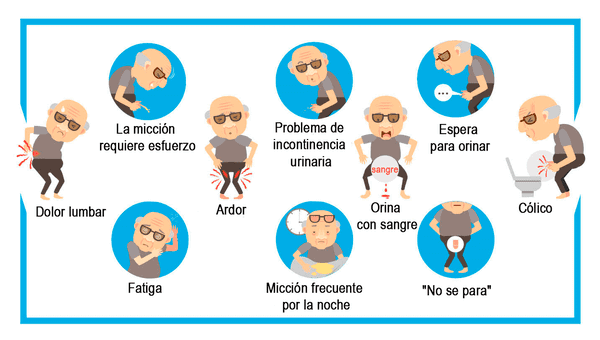 La micción
requiere esfuerzo
Problema de
incontinencia
urinaria
Espera
para orinar
Dolor lumbar
Ardor
sangre
Orina
con sangre
Cólico
Fatiga
Micción frecuente
por la noche
"No se para"